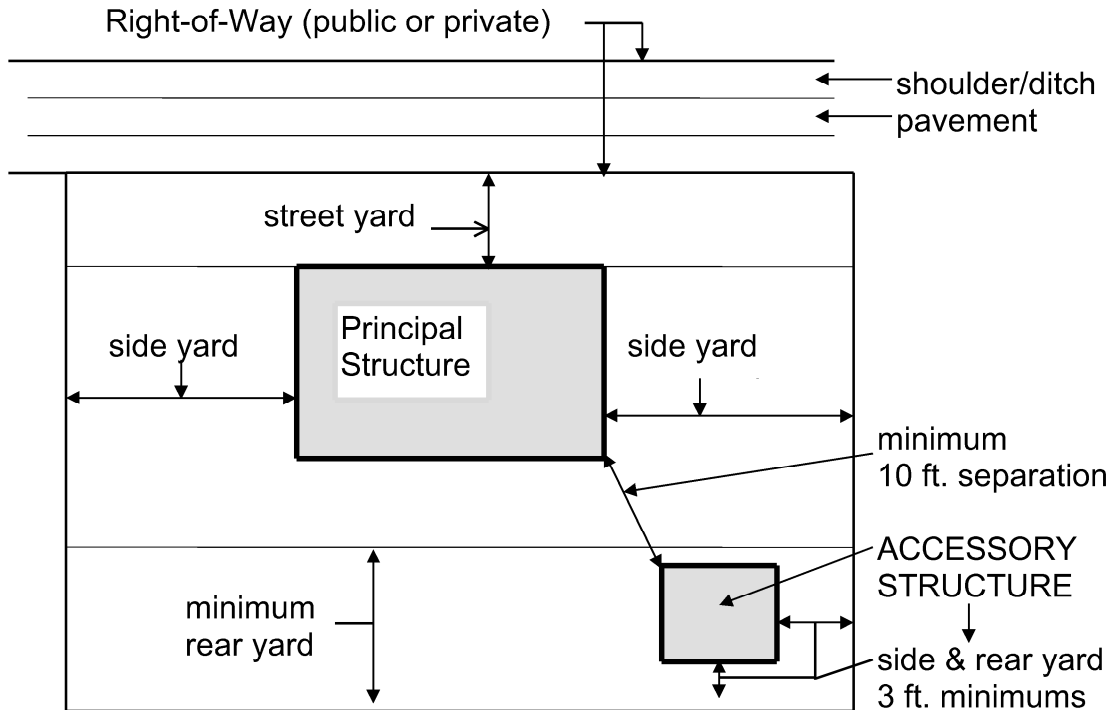 Right-of-Way (public or private)
shoulder/ditch
pavement
street yard
Principal
Structure
side yard
side yard
minimum
10 ft. separation
ACCESSORY
STRUCTURE
minimum
rear yard
side & rear yard
3 ft. minimums